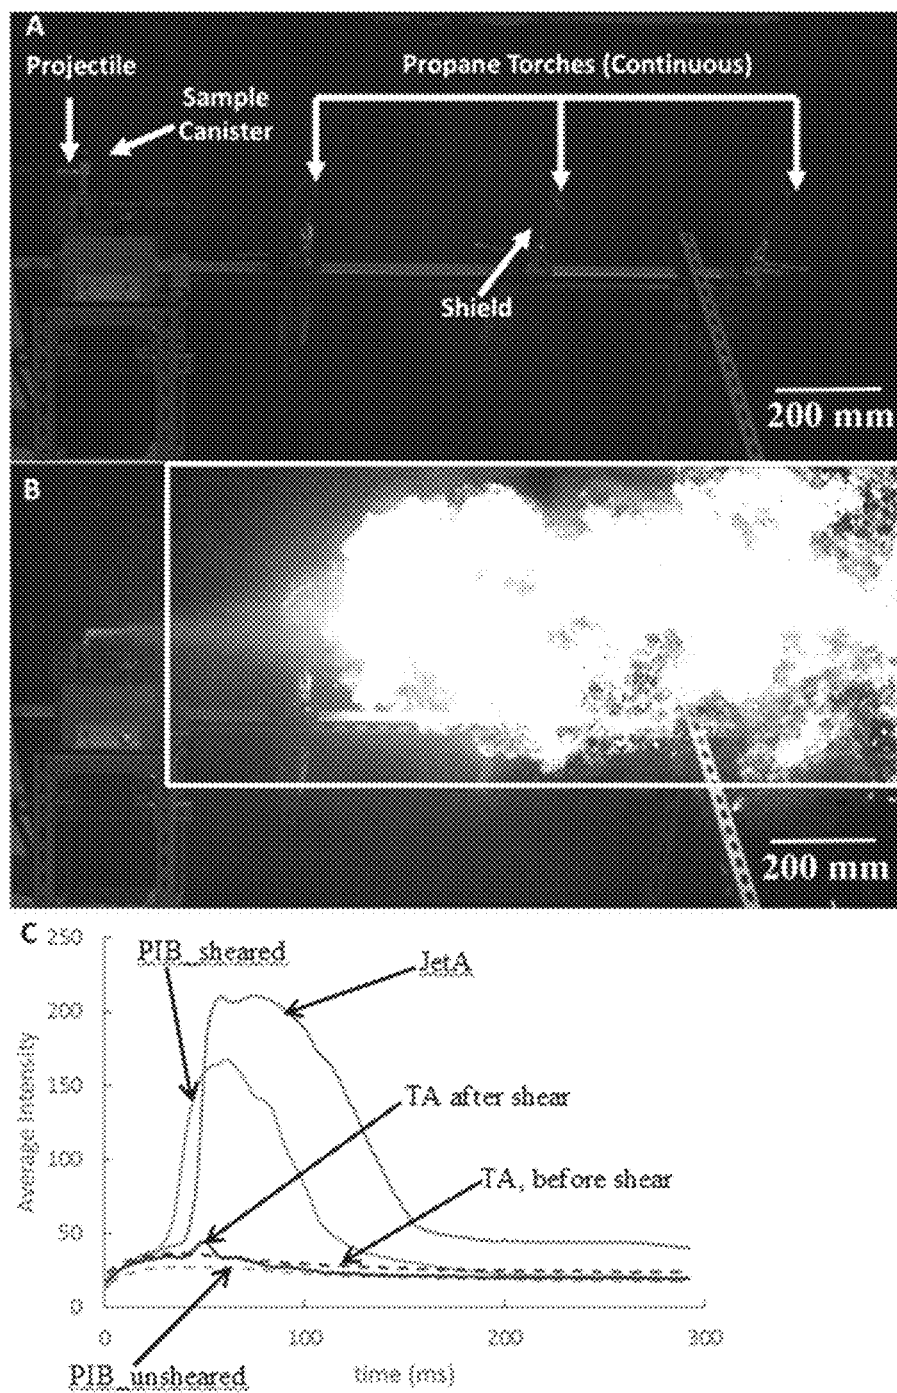 A
Projectile
Sample
Canister
Propane Torches (Continuous)
Shield
200 mm
B
200 mm
C
250
200
150
100
50
0
Average Intensity
PIB_sheared
JetA
TA after shear
TA, before shear
0
100
200
300
PIB_unsheared
time (ms)